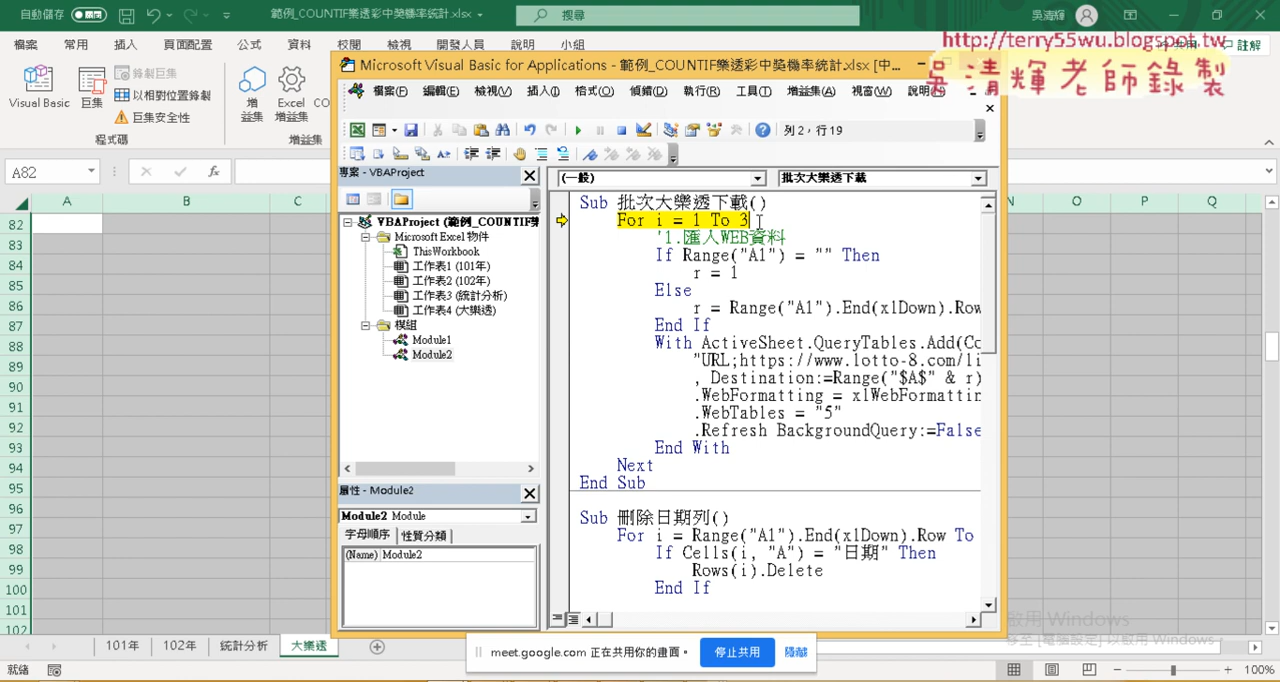 自動儲存
範例_COUNTIF樂透彩中獎機率統計.xlsx
搜尋
吳清輝
檔案 常用 插入 頁面配置 公式 資料 校閱 檢視 開發人員 說明 小組
共用 註解
http://terry55wu.blogspot.tw
吳清輝老師錄製
Visual Basic
巨集
錄製巨集
以相對位置錄製
巨集安全性
程式碼
增益集
Excel 增益集
CO
增益集
A82
Microsoft Visual Basic for Applications - 範例_COUNTIF樂透彩中獎機率統計.xlsx [中...
檔案(F) 編輯(E) 檢視(V) 插入(I) 格式(O) 偵錯(D) 執行(R) 工具(T) 增益集(A) 視窗(W) 說明(H)
列 2，行 19
專案 - VBAProject
VBAProject (範例_COUNTIF樂
Microsoft Excel 物件
ThisWorkbook
工作表1 (101年)
工作表2 (102年)
工作表3 (統計分析)
工作表4 (大樂透)
模組
Module1
Module2
屬性 - Module2
Module2 Module
字母順序 性質分類
(Name) Module2
(一般)
批次大樂透下載
Sub 批次大樂透下載()
For i = 1 To 3
'1.匯入WEB資料
If Range("A1") = "" Then
r = 1
Else
r = Range("A1").End(xlDown).Row
End If
With ActiveSheet.QueryTables.Add(Co
"URL;https://www.lotto-8.com/li
, Destination:=Range("$A$" & r)
.WebFormatting = xlWebFormattin
.WebTables = "5"
.Refresh BackgroundQuery:=False
End With
Next
End Sub
Sub 刪除日期列()
For i = Range("A1").End(xlDown).Row To
If Cells(i, "A") = "日期" Then
Rows(i).Delete
End If
A B C N O P Q
82
83
84
85
86
87
88
89
90
91
92
93
94
95
96
97
98
99
100
101
102
啟用 Windows
移至 [電腦設定] 以啟用 Windows。
101年 102年 統計分析 大樂透
meet.google.com 正在共用你的畫面。 停止共用 隱藏
就緒
100%